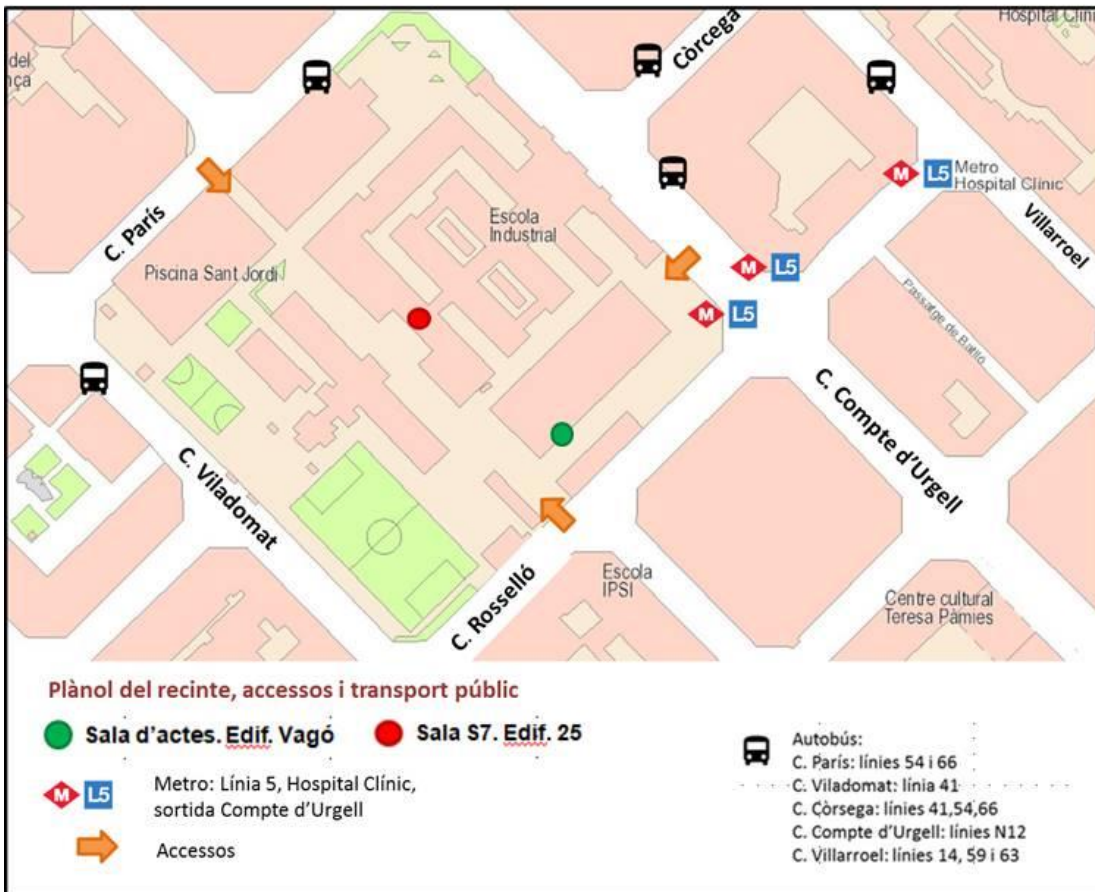 Hospital Clínic
del
nça
Còrsega
Metro
Hospital Clínic
L5
C. París
Escola
Industrial
Villarroel
Piscina Sant Jordi
M L5
M L5
M
Passatge de Batlló
C. Compte d'Urgell
C. Viladomat
C. Rosselló
Escola
IPSI
Centre cultural
Teresa Pàmies
Plànol del recinte, accessos i transport públic
Sala d'actes. Edif. Vagó
Sala S7. Edif. 25
M L5
Metro: Línia 5, Hospital Clínic,
sortida Compte d'Urgell
Accessos
Autobús:
C. París: línies 54 i 66
C. Viladomat: línia 41
C. Còrsega: línies 41,54,66
C. Compte d'Urgell: línies N12
C. Villarroel: línies 14, 59 i 63